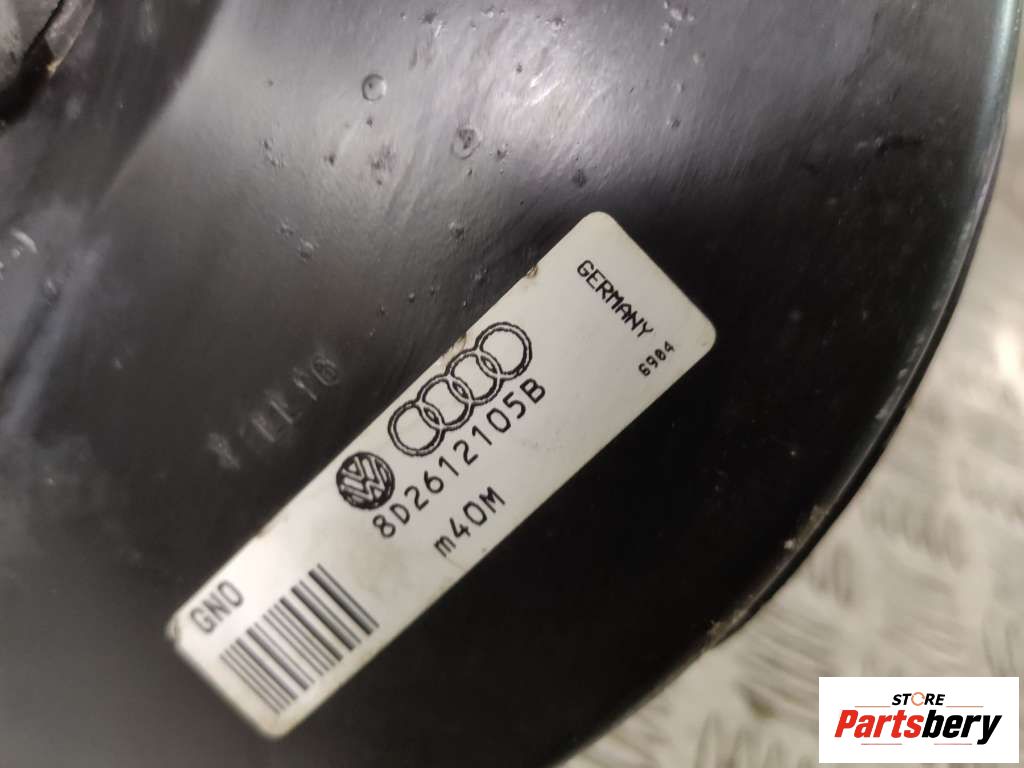 GERMANY
6904
8D2612105B
m40M
GNO
STORE
Partsbery